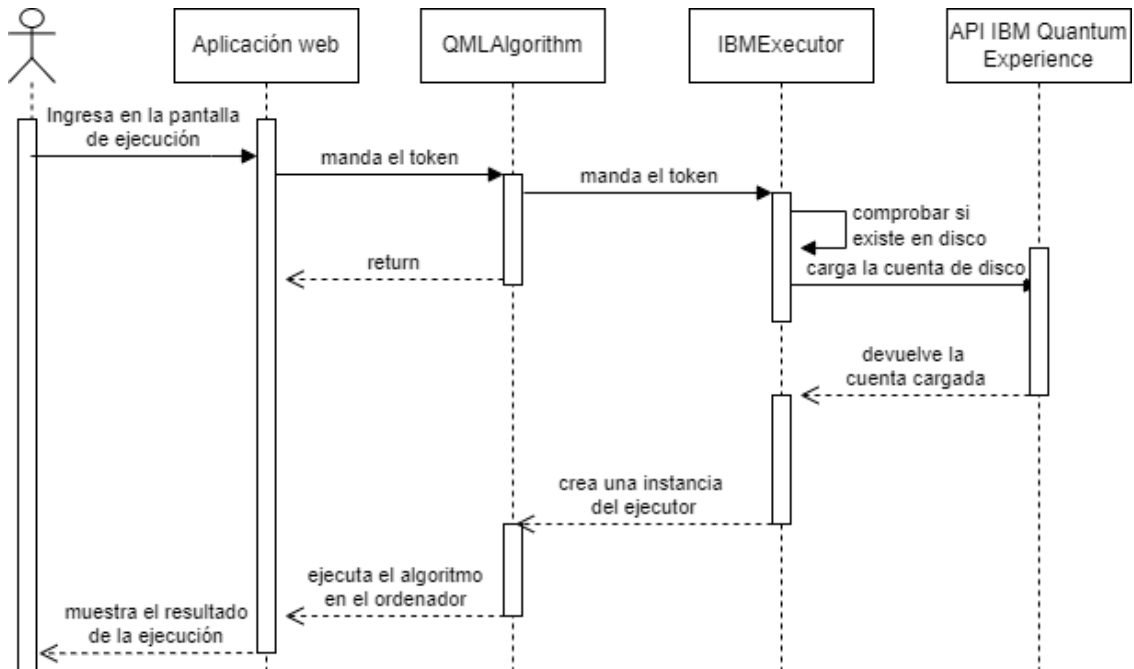 Aplicación web
QMLAlgorithm
IBMExecutor
API IBM Quantum
Experience
Ingresa en la pantalla
de ejecución
manda el token
manda el token
comprobar si
existe en disco
return
carga la cuenta de disco
devuelve la
cuenta cargada
crea una instancia
del ejecutor
ejecuta el algoritmo
en el ordenador
muestra el resultado
de la ejecución